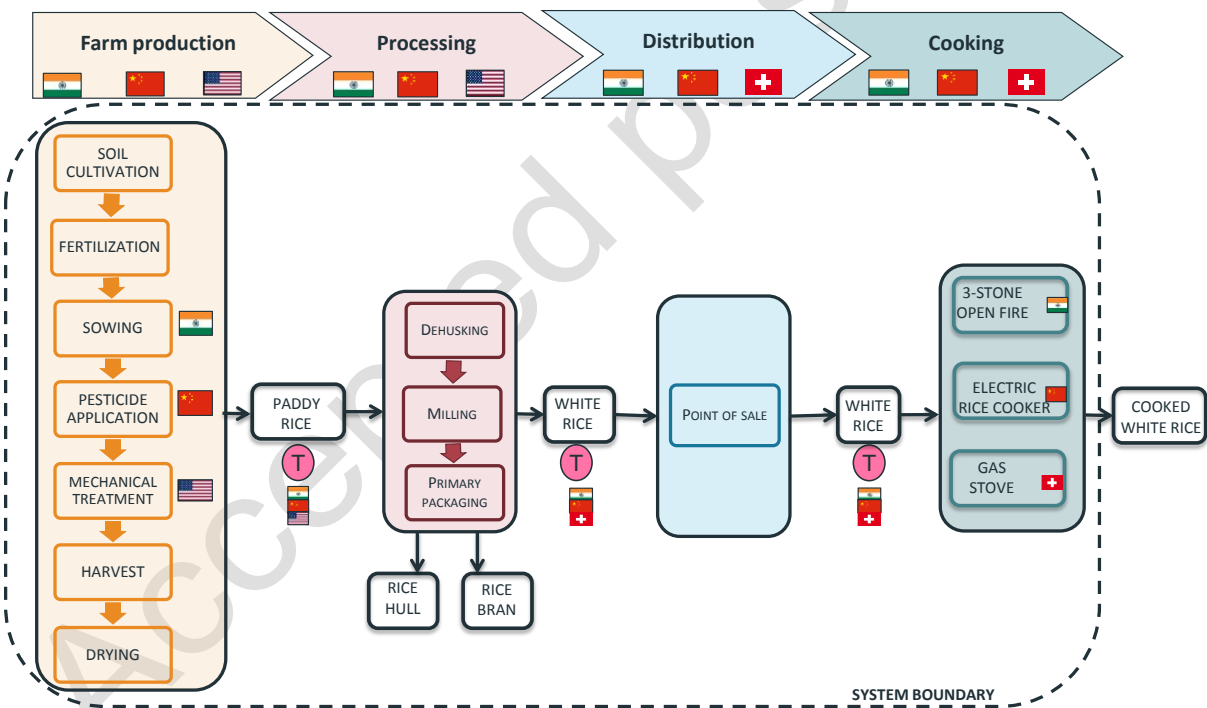 Farm production
Processing
Distribution
Cooking
SOIL
CULTIVATION
FERTILIZATION
SOWING
PESTICIDE
APPLICATION
MECHANICAL
TREATMENT
HARVEST
DRYING
PADDY
RICE
T
DEHUSKING
MILLING
PRIMARY
PACKAGING
RICE
HULL
RICE
BRAN
WHITE
RICE
T
POINT OF SALE
WHITE
RICE
T
3-STONE
OPEN FIRE
ELECTRIC
RICE COOKER
GAS
STOVE
COOKED
WHITE RICE
SYSTEM BOUNDARY
Accepted